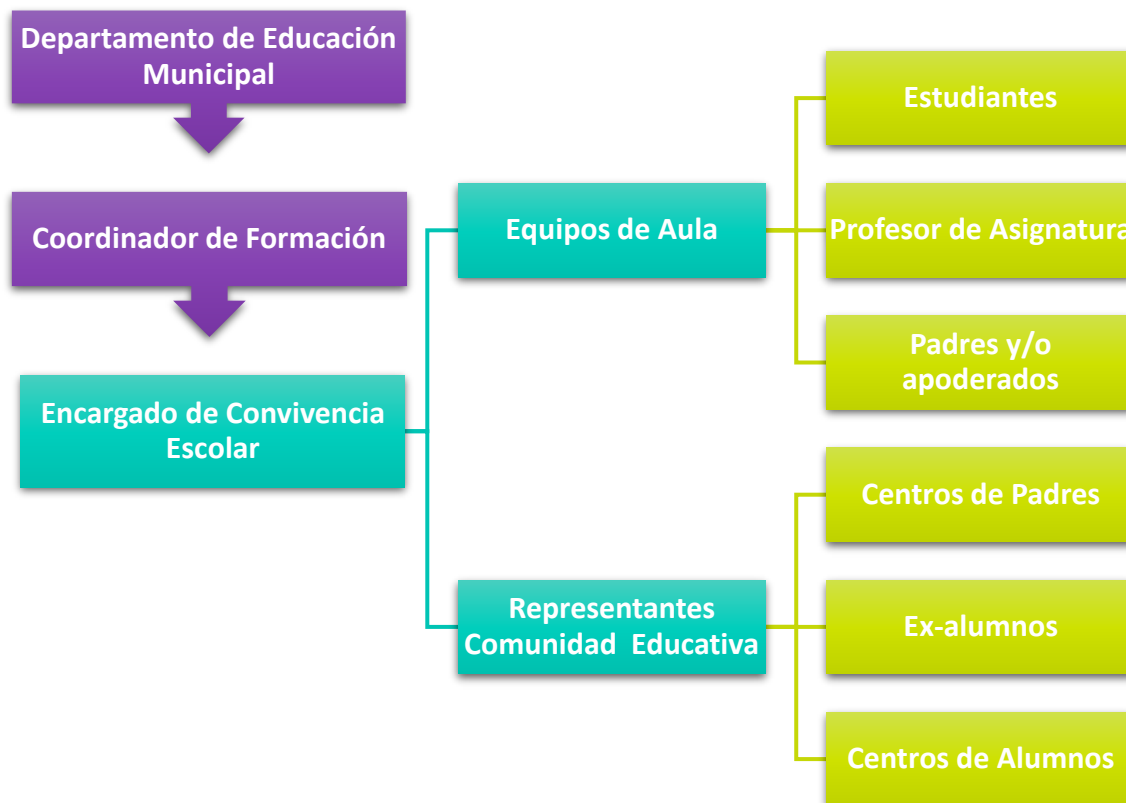 Departamento de Educación
Municipal
Coordinador de Formación
Encargado de Convivencia
Escolar
Equipos de Aula
Representantes
Comunidad Educativa
Estudiantes
Profesor de Asignatura
Padres y/o
apoderados
Centros de Padres
Ex-alumnos
Centros de Alumnos